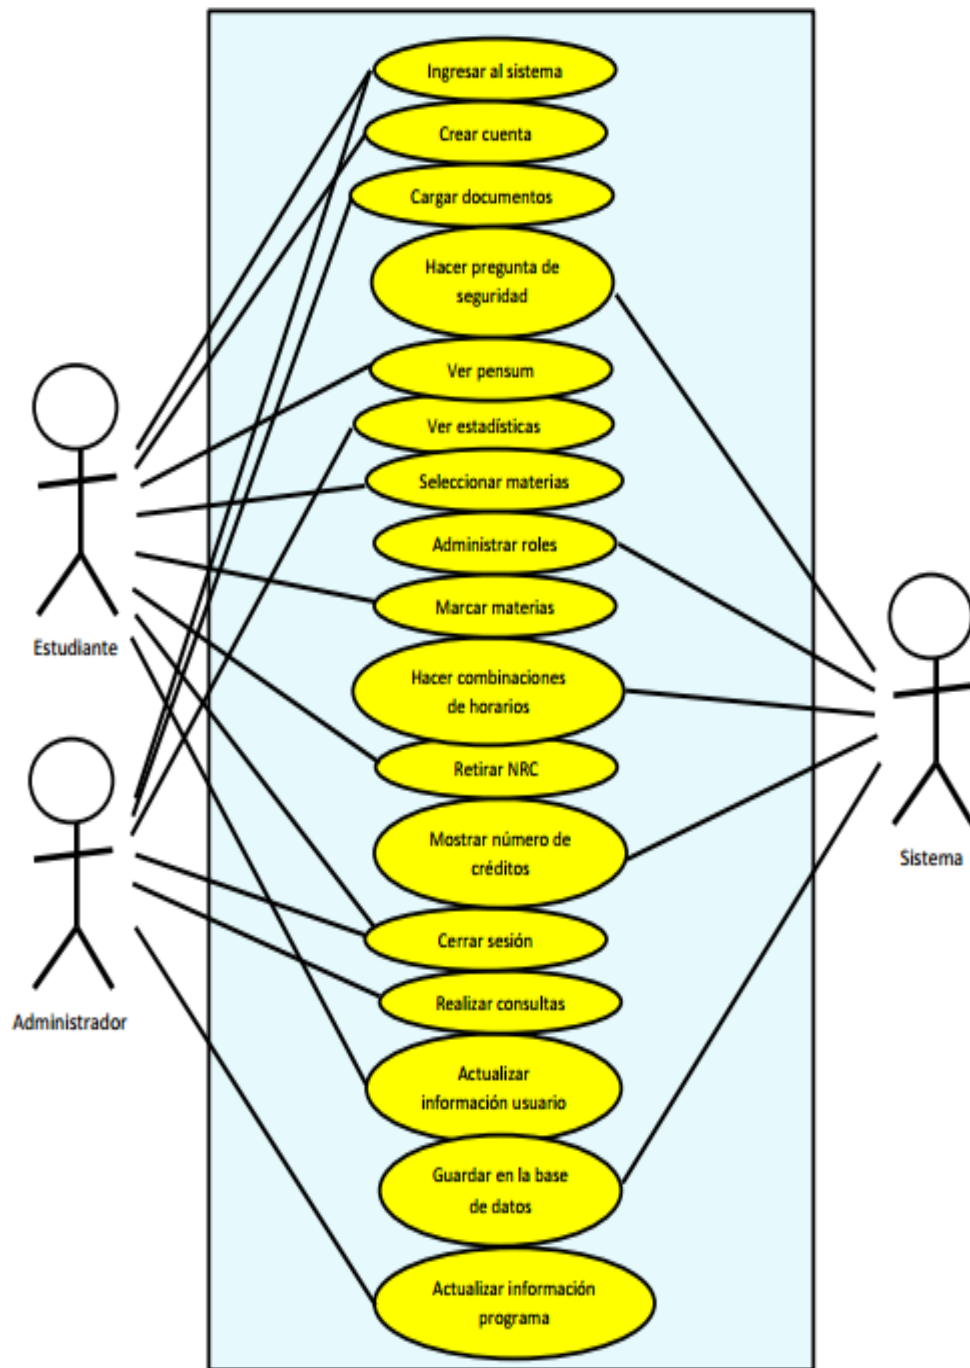 Ingresar al sistema
Crear cuenta
Cargar documentos
Hacer pregunta de
seguridad
Ver pensum
Ver estadísticas
Seleccionar materias
Administrar roles
Marcar materias
Estudiante
Hacer combinaciones
de horarios
Retirar NRC
Mostrar número de
créditos
Sistema
Cerrar sesión
Realizar consultas
Administrador
Actualizar
información usuario
Guardar en la base
de datos
Actualizar información
programa